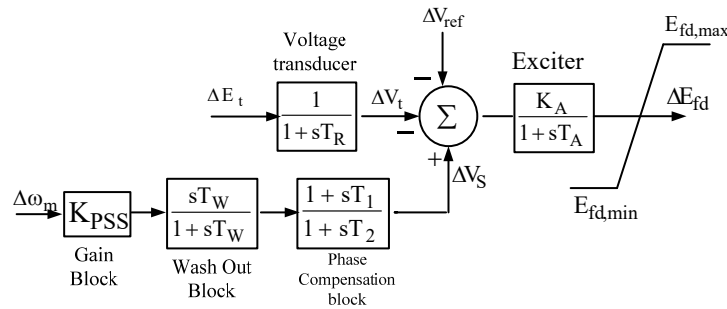 Voltage
transducer
ΔV_ref
Exciter
E_fd,max
ΔE_t
1
1+sT_R
ΔV_t
−
−
+
Σ
K_A
1+sT_A
ΔE_fd
E_fd,min
ΔV_S
Δω_m
K_PSS
sT_W
1+sT_W
1+sT_1
1+sT_2
Gain
Block
Wash Out
Block
Phase
Compensation
block